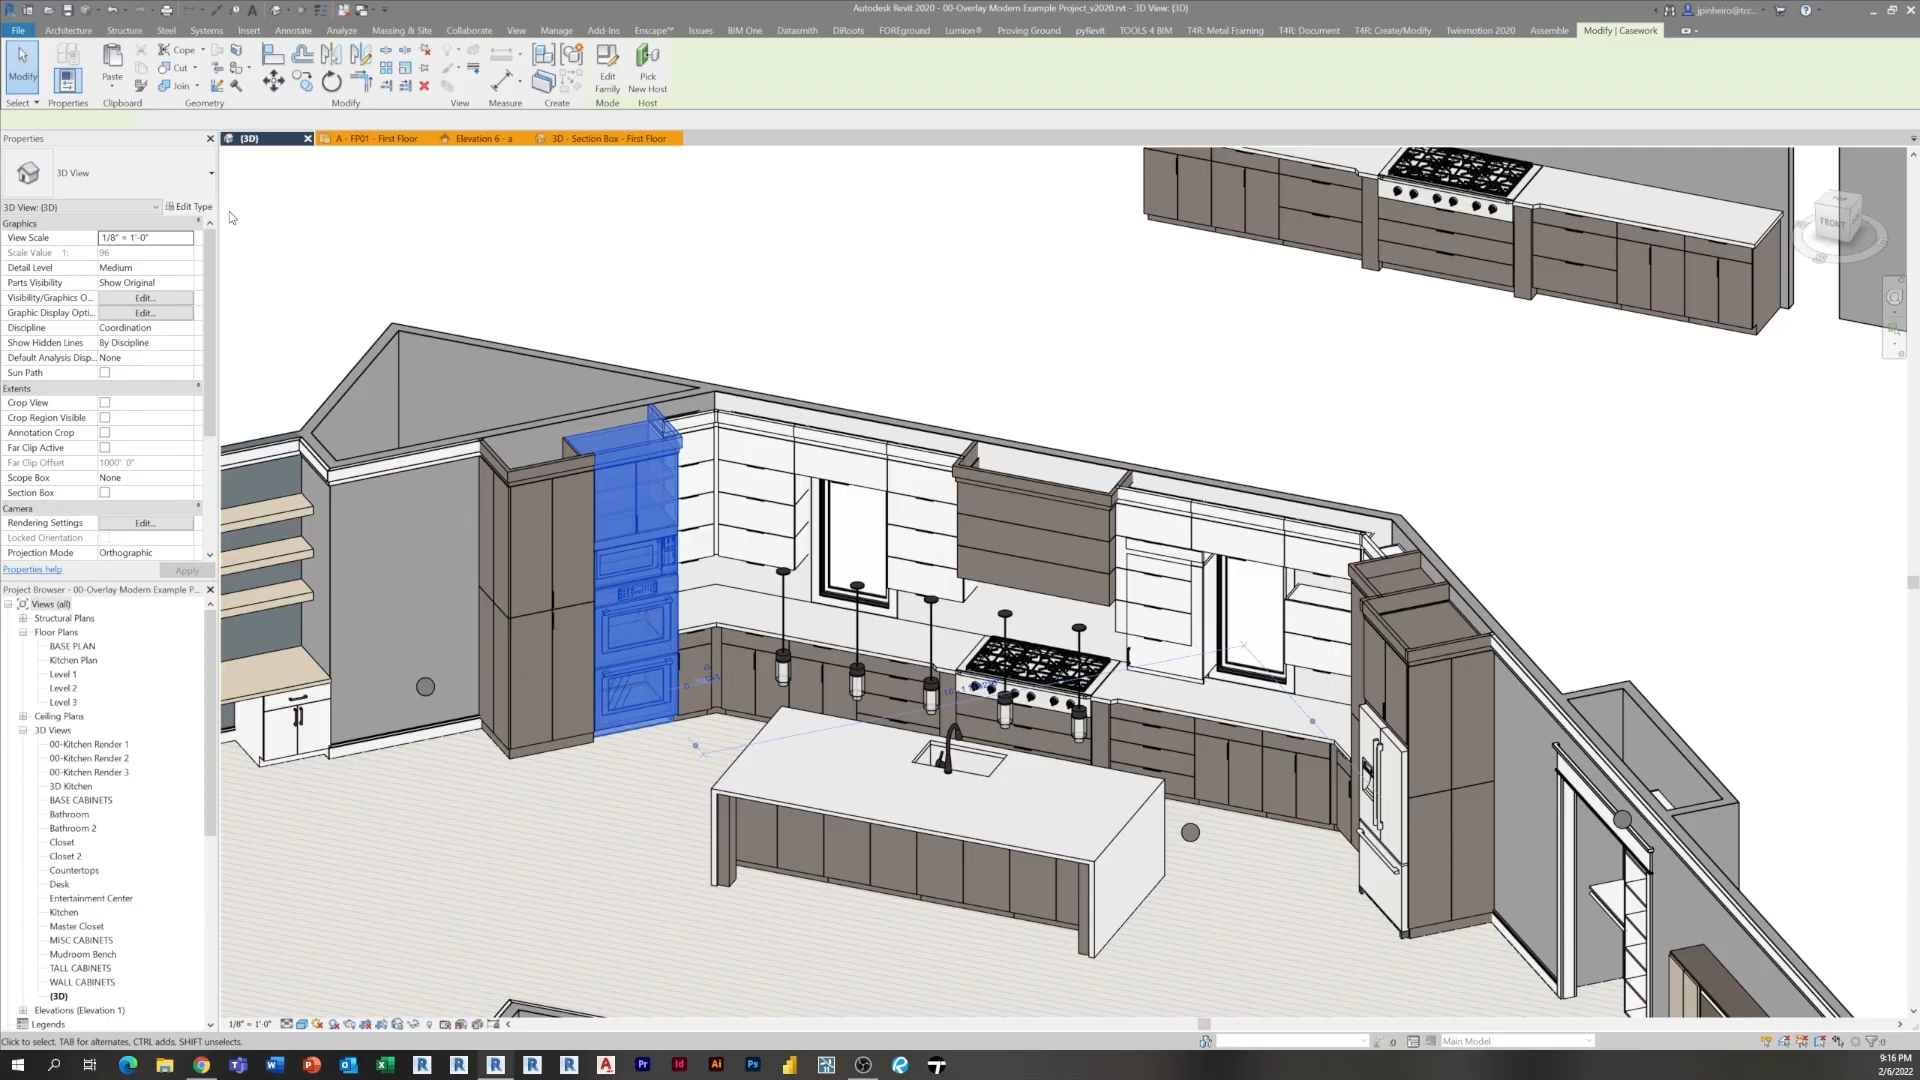 Autodesk Revit 2020 - 00-Overlay Modern Example Project_v2020.rvt - 3D View: {3D}
jpinheiro@tcc...
File Architecture Structure Steel Systems Insert Annotate Analyze Massing & Site Collaborate View Manage Add-Ins Enscape™ Issues BIM One Datasmith DiRoots FOREground Lumion® Proving Ground pyRevit TOOLS 4 BIM T4R: Metal Framing T4R: Document T4R: Create/Modify Twinmotion 2020 Assemble Modify | Casework
Cope
Cut
Join
Modify Paste Edit Family Pick New Host
Select Properties Clipboard Geometry Modify View Measure Create Mode Host
Properties
{3D} A - FP01 - First Floor Elevation 6 - a 3D - Section Box - First Floor
3D View
3D View: {3D} Edit Type
Graphics
View Scale 1/8" = 1'-0"
Scale Value 1: 96
Detail Level Medium
Parts Visibility Show Original
Visibility/Graphics O... Edit...
Graphic Display Opti... Edit...
Discipline Coordination
Show Hidden Lines By Discipline
Default Analysis Disp... None
Sun Path
Extents
Crop View
Crop Region Visible
Annotation Crop
Far Clip Active
Far Clip Offset 1000' 0"
Scope Box None
Section Box
Camera
Rendering Settings Edit...
Locked Orientation
Projection Mode Orthographic
Properties help Apply
Project Browser - 00-Overlay Modern Example P...
Views (all)
Structural Plans
Floor Plans
BASE PLAN
Kitchen Plan
Level 1
Level 2
Level 3
Ceiling Plans
3D Views
00-Kitchen Render 1
00-Kitchen Render 2
00-Kitchen Render 3
3D Kitchen
BASE CABINETS
Bathroom
Bathroom 2
Closet
Closet 2
Countertops
Desk
Entertainment Center
Kitchen
Master Closet
MISC CABINETS
Mudroom Bench
TALL CABINETS
WALL CABINETS
{3D}
Elevations (Elevation 1)
Legends
FRONT
1/8" = 1'-0"
Click to select, TAB for alternates, CTRL adds, SHIFT unselects.
:0 Main Model :0
9:16 PM
2/6/2022